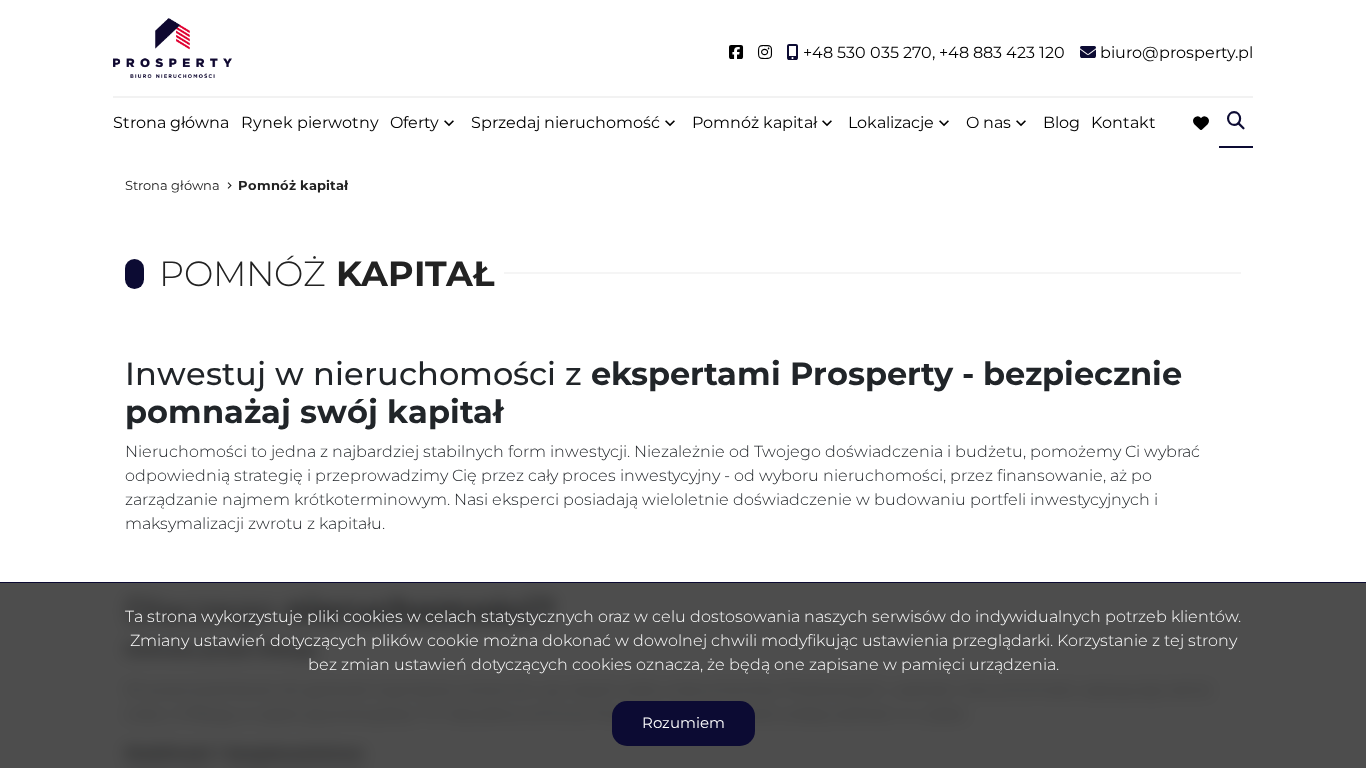 PROSPERTY
BIURO NIERUCHOMOŚCI
+48 530 035 270, +48 883 423 120 biuro@prosperty.pl
Strona główna Rynek pierwotny Oferty Sprzedaj nieruchomość Pomnóż kapitał Lokalizacje O nas Blog Kontakt
Strona główna > Pomnóż kapitał
POMNÓŻ KAPITAŁ
Inwestuj w nieruchomości z ekspertami Prosperty - bezpiecznie
pomnażaj swój kapitał
Nieruchomości to jedna z najbardziej stabilnych form inwestycji. Niezależnie od Twojego doświadczenia i budżetu, pomożemy Ci wybrać
odpowiednią strategię i przeprowadzimy Cię przez cały proces inwestycyjny - od wyboru nieruchomości, przez finansowanie, aż po
zarządzanie najmem krótkoterminowym. Nasi eksperci posiadają wieloletnie doświadczenie w budowaniu portfeli inwestycyjnych i
maksymalizacji zwrotu z kapitału.
Ta strona wykorzystuje pliki cookies w celach statystycznych oraz w celu dostosowania naszych serwisów do indywidualnych potrzeb klientów.
Zmiany ustawień dotyczących plików cookie można dokonać w dowolnej chwili modyfikując ustawienia przeglądarki. Korzystanie z tej strony
bez zmian ustawień dotyczących cookies oznacza, że będą one zapisane w pamięci urządzenia.
Rozumiem